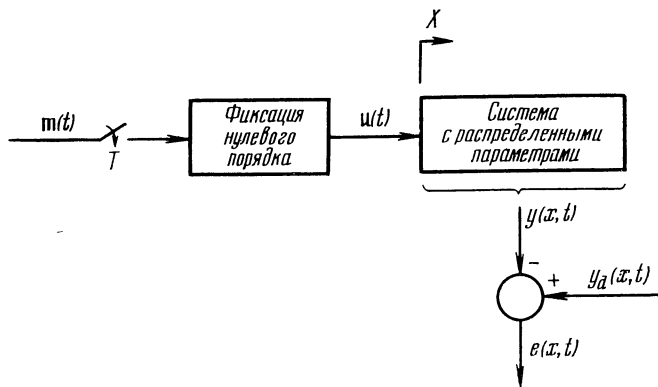 X
m(t)
T
Фиксация
нулевого
порядка
u(t)
Система
с распределенными
параметрами
y(x,t)
−
+
y_d(x,t)
e(x,t)